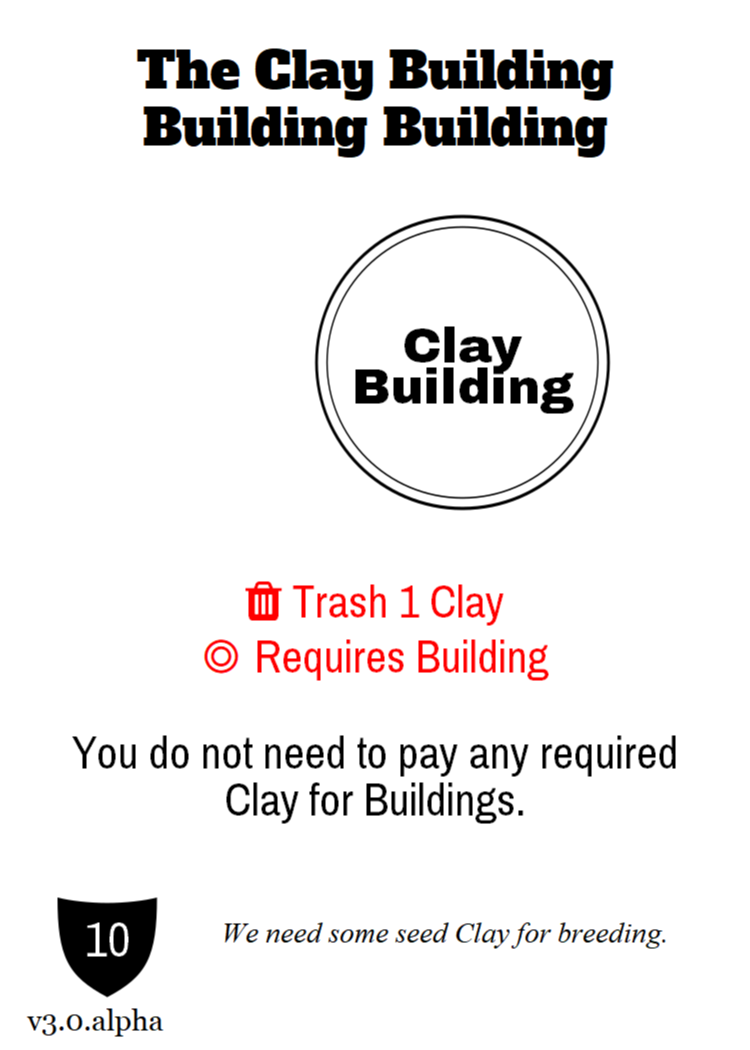 The Clay Building
Building Building
Clay
Building
Trash 1 Clay
Requires Building
You do not need to pay any required
Clay for Buildings.
10
We need some seed Clay for breeding.
v3.0.alpha